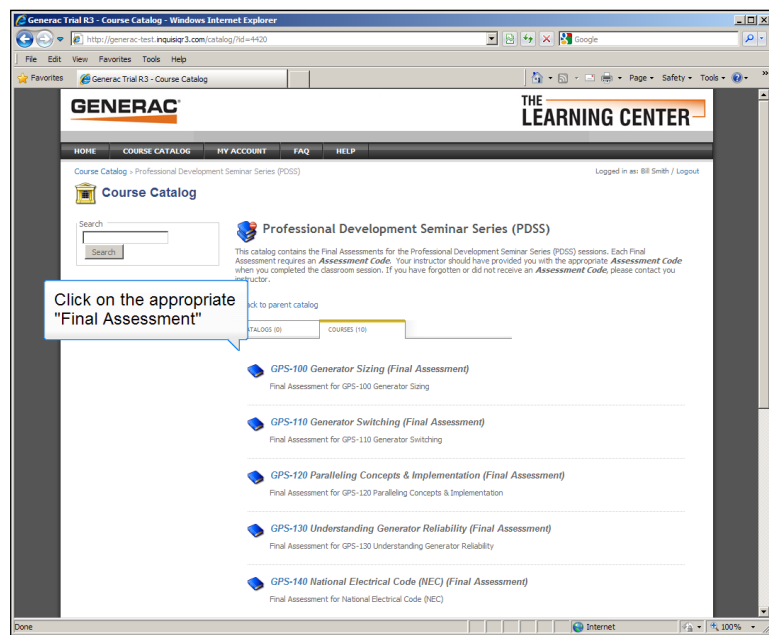 Generac Trial R3 - Course Catalog - Windows Internet Explorer
http://generac-test.inquisiqr3.com/catalog/?id=4420
Google
File Edit View Favorites Tools Help
Favorites
Generac Trial R3 - Course Catalog
Page Safety Tools
GENERAC
THE
LEARNING CENTER
HOME COURSE CATALOG MY ACCOUNT FAQ HELP
Course Catalog » Professional Development Seminar Series (PDSS)
Logged in as: Bill Smith / Logout
Course Catalog
Search
Search
Professional Development Seminar Series (PDSS)
This catalog contains the Final Assessments for the Professional Development Seminar Series (PDSS) sessions. Each Final
Assessment requires an Assessment Code. Your instructor should have provided you with the appropriate Assessment Code
when you completed the classroom session. If you have forgotten or did not receive an Assessment Code, please contact you
instructor.
Click on the appropriate
"Final Assessment"
to parent catalog
COURSES (10)
GPS-100 Generator Sizing (Final Assessment)
Final Assessment for GPS-100 Generator Sizing
GPS-110 Generator Switching (Final Assessment)
Final Assessment for GPS-110 Generator Switching
GPS-120 Paralleling Concepts & Implementation (Final Assessment)
Final Assessment for GPS-120 Paralleling Concepts & Implementation
GPS-130 Understanding Generator Reliability (Final Assessment)
Final Assessment for GPS-130 Understanding Generator Reliability
GPS-140 National Electrical Code (NEC) (Final Assessment)
Final Assessment for National Electrical Code (NEC)
Done
Internet
100%